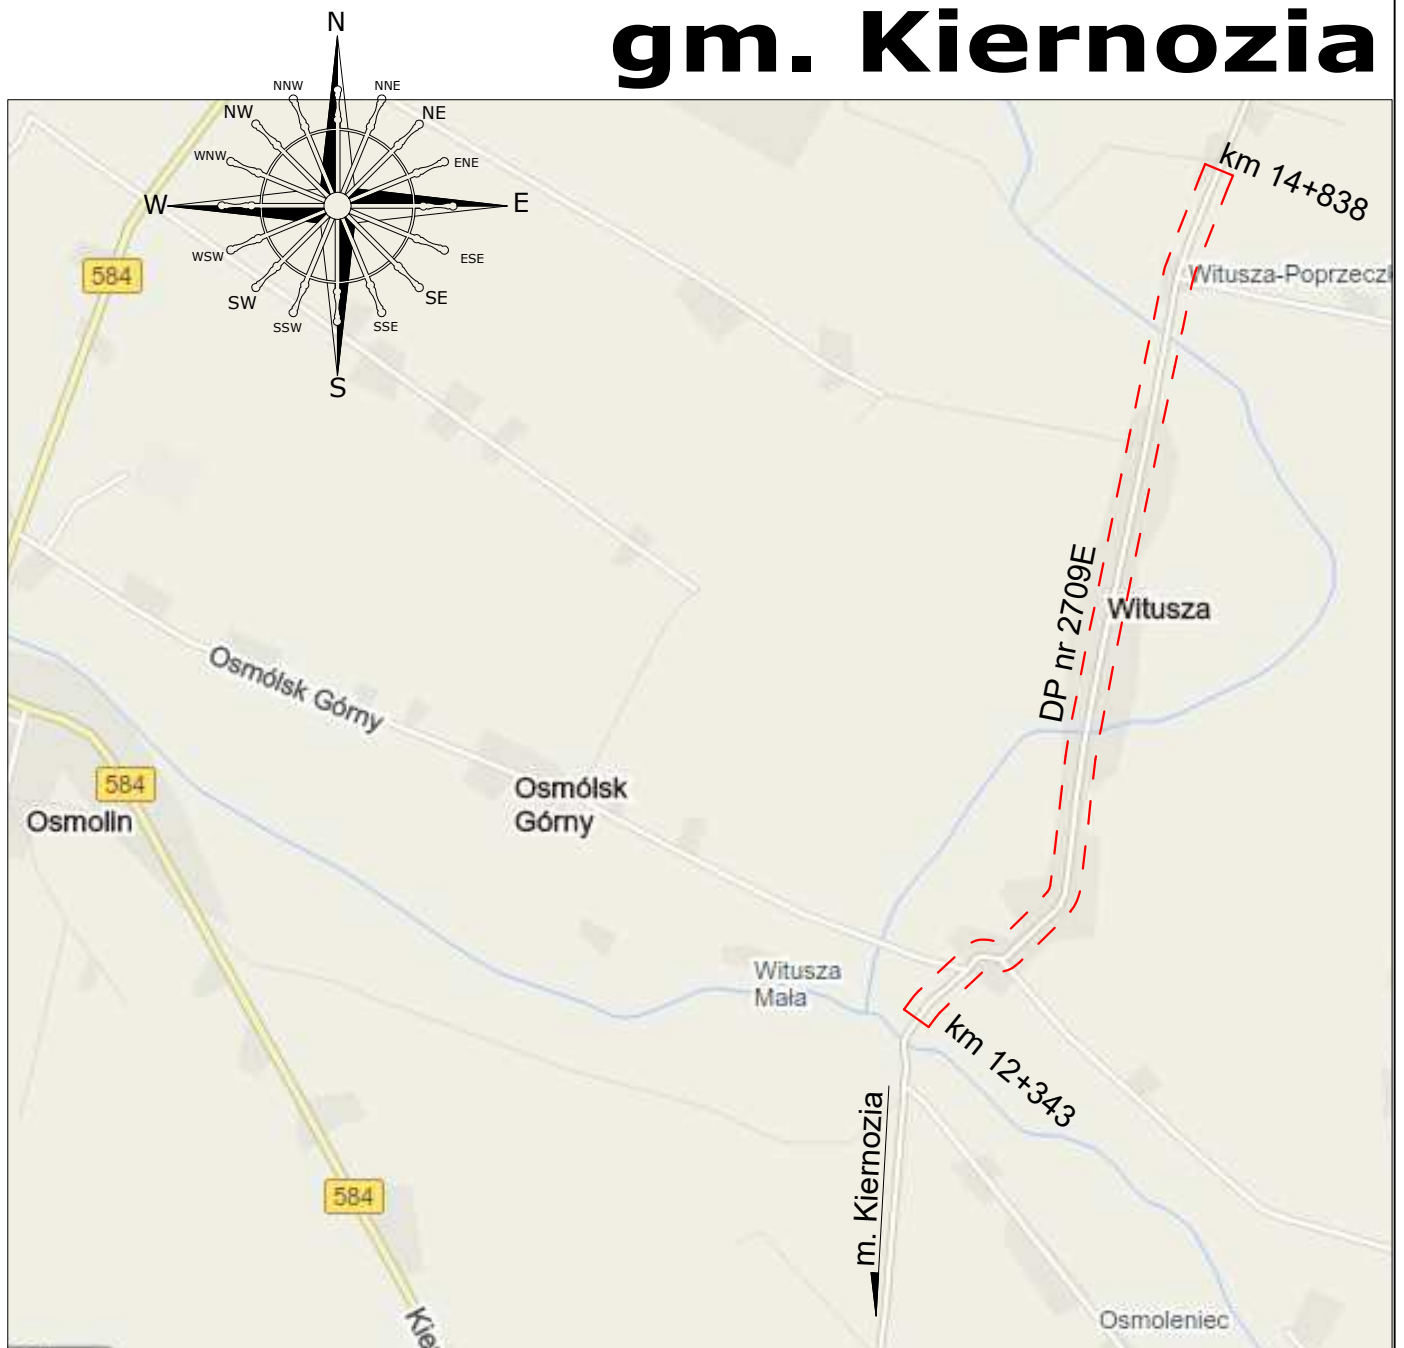 gm. Kiernozia
N
NNW
NNE
NW
NE
WNW
ENE
W
E
WSW
ESE
SW
SE
SSW
SSE
S
km 14+838
584
Witusza-Poprzeczk
DP nr 2709E
Witusza
Osmólsk Górny
584
Osmolin
Osmólsk
Górny
Witusza
Mała
km 12+343
m. Kiernozia
584
Osmoleniec
Kie